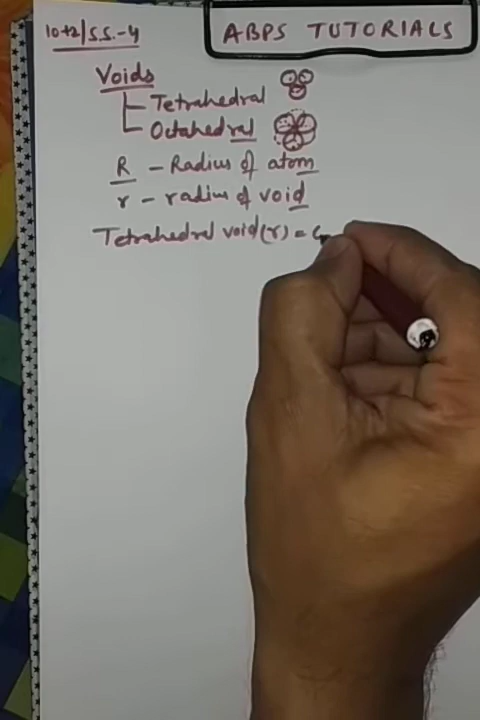 10+2/S.S.-4
ABPS TUTORIALS
Voids
Tetrahedral
Octahedral
R - Radius of atom
r - radius of void
Tetrahedral void(r) =